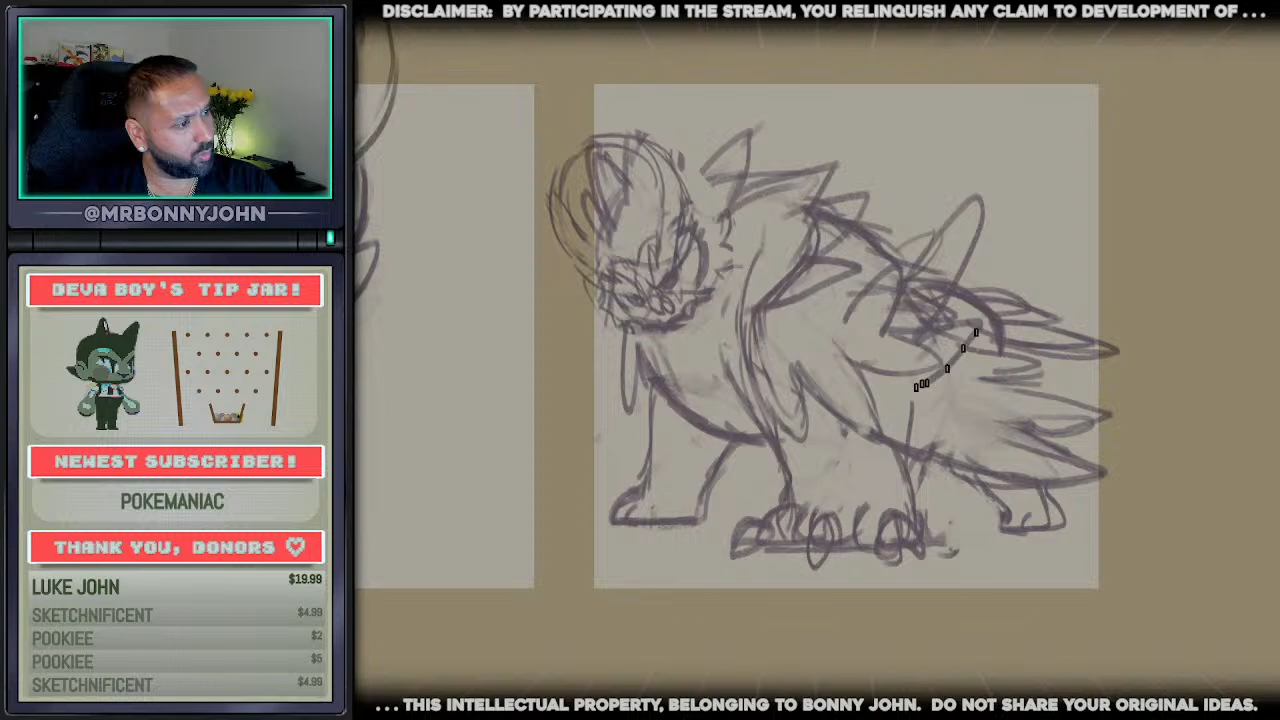 DISCLAIMER: BY PARTICIPATING IN THE STREAM, YOU RELINQUISH ANY CLAIM TO DEVELOPMENT OF . . .
@MRBONNYJOHN
DEVA BOY'S TIP JAR!
NEWEST SUBSCRIBER!
POKEMANIAC
THANK YOU, DONORS
LUKE JOHN $19.99
SKETCHNIFICENT $4.99
POOKIEE $2
POOKIEE $5
SKETCHNIFICENT $4.99
. . . THIS INTELLECTUAL PROPERTY, BELONGING TO BONNY JOHN. DO NOT SHARE YOUR ORIGINAL IDEAS.